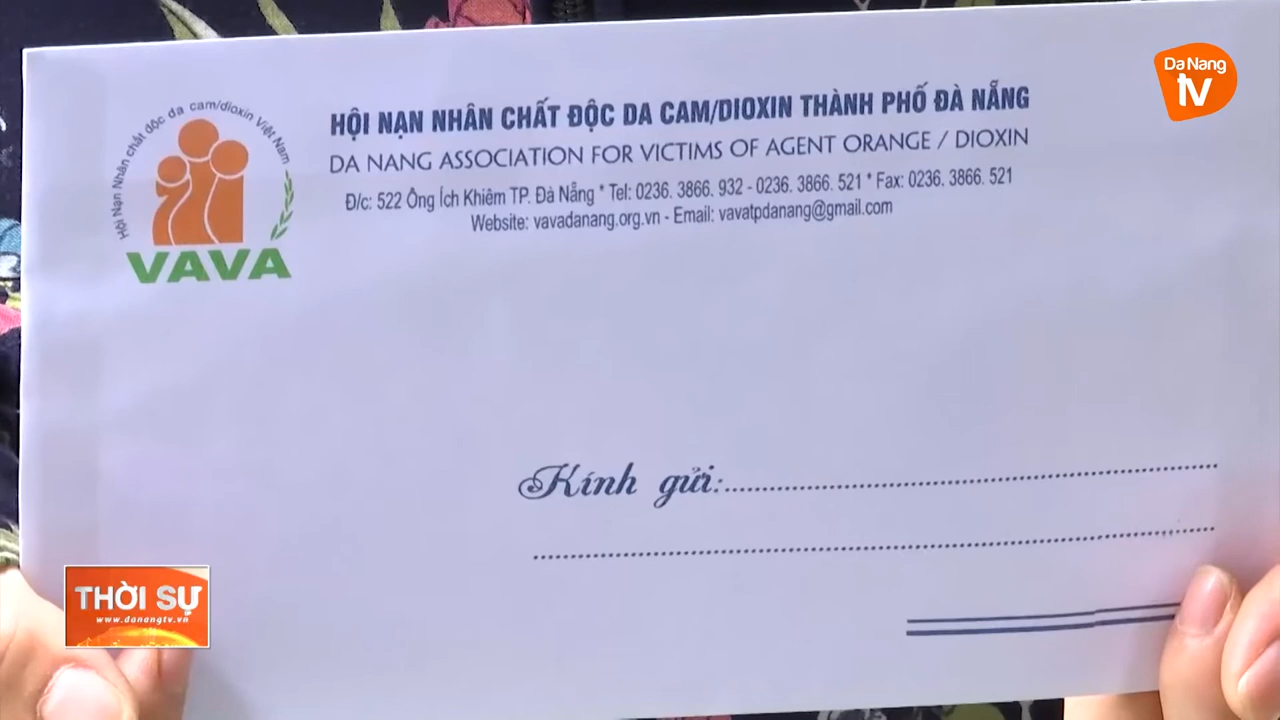 Da Nang
tv
Hội Nạn Nhân chất độc da cam/dioxin Việt Nam
VAVA
HỘI NẠN NHÂN CHẤT ĐỘC DA CAM/DIOXIN THÀNH PHỐ ĐÀ NẴNG
DA NANG ASSOCIATION FOR VICTIMS OF AGENT ORANGE / DIOXIN
Đ/c: 522 Ông Ích Khiêm TP. Đà Nẵng * Tel: 0236. 3866. 932 - 0236. 3866. 521 * Fax: 0236. 3866. 521
Website: vavadanang.org.vn - Email: vavatpdanang@gmail.com
Kính gửi:
THỜI SỰ
www.danangtv.vn